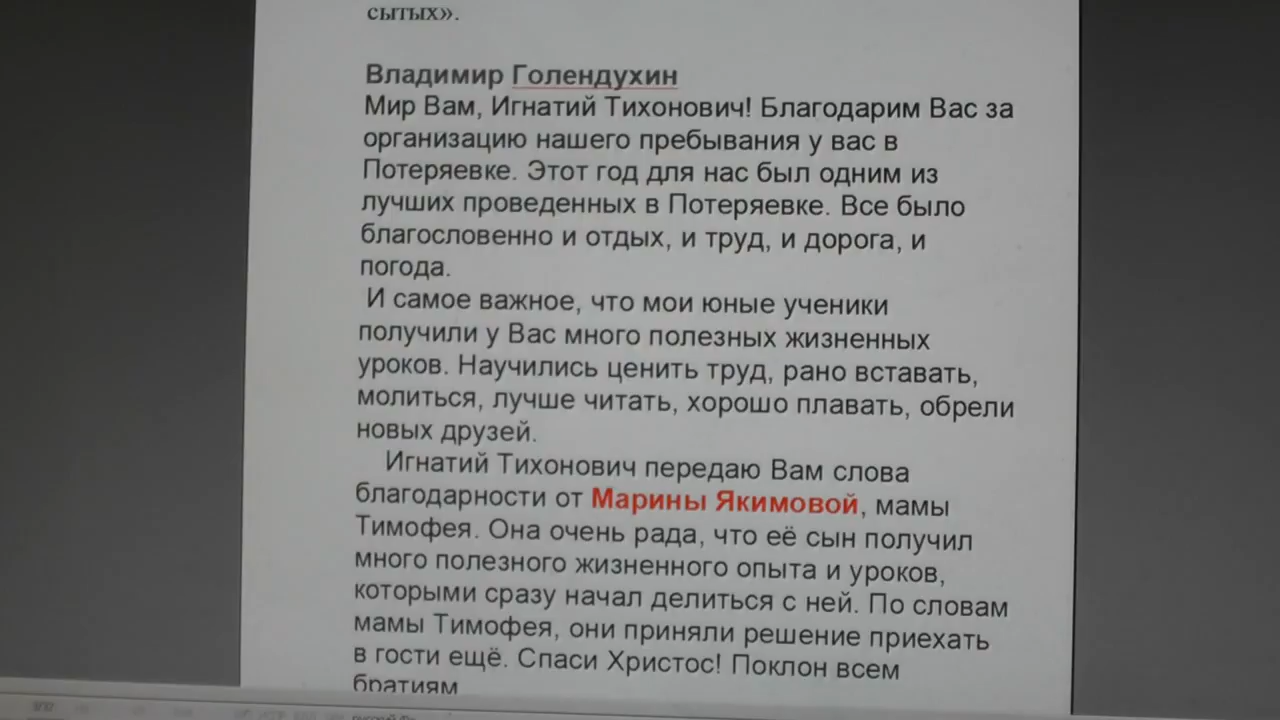 сытых».
Владимир Голендухин
Мир Вам, Игнатий Тихонович! Благодарим Вас за
организацию нашего пребывания у вас в
Потеряевке. Этот год для нас был одним из
лучших проведенных в Потеряевке. Все было
благословенно и отдых, и труд, и дорога, и
погода.
И самое важное, что мои юные ученики
получили у Вас много полезных жизненных
уроков. Научились ценить труд, рано вставать,
молиться, лучше читать, хорошо плавать, обрели
новых друзей.
Игнатий Тихонович передаю Вам слова
благодарности от Марины Якимовой, мамы
Тимофея. Она очень рада, что её сын получил
много полезного жизненного опыта и уроков,
которыми сразу начал делиться с ней. По словам
мамы Тимофея, они приняли решение приехать
в гости ещё. Спаси Христос! Поклон всем
братиям